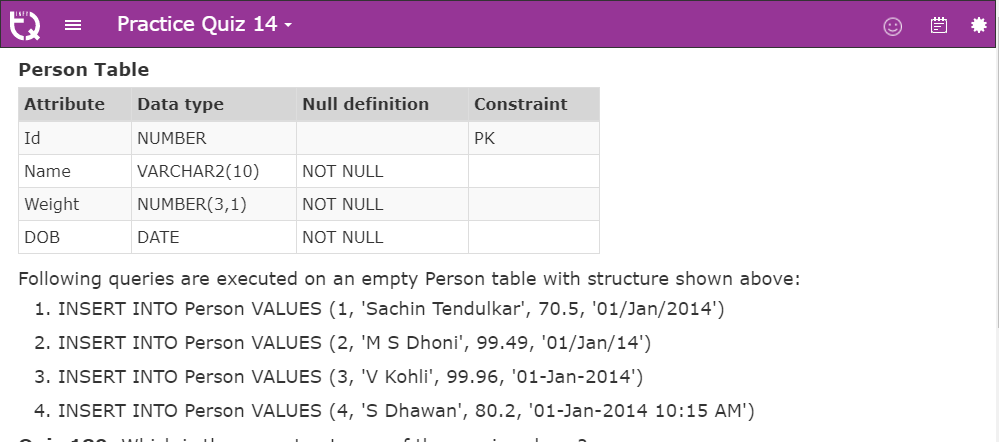 INFY
TQ
Practice Quiz 14
Person Table
Attribute Data type Null definition Constraint
Id NUMBER PK
Name VARCHAR2(10) NOT NULL
Weight NUMBER(3,1) NOT NULL
DOB DATE NOT NULL
Following queries are executed on an empty Person table with structure shown above:
1. INSERT INTO Person VALUES (1, 'Sachin Tendulkar', 70.5, '01/Jan/2014')
2. INSERT INTO Person VALUES (2, 'M S Dhoni', 99.49, '01/Jan/14')
3. INSERT INTO Person VALUES (3, 'V Kohli', 99.96, '01-Jan-2014')
4. INSERT INTO Person VALUES (4, 'S Dhawan', 80.2, '01-Jan-2014 10:15 AM')